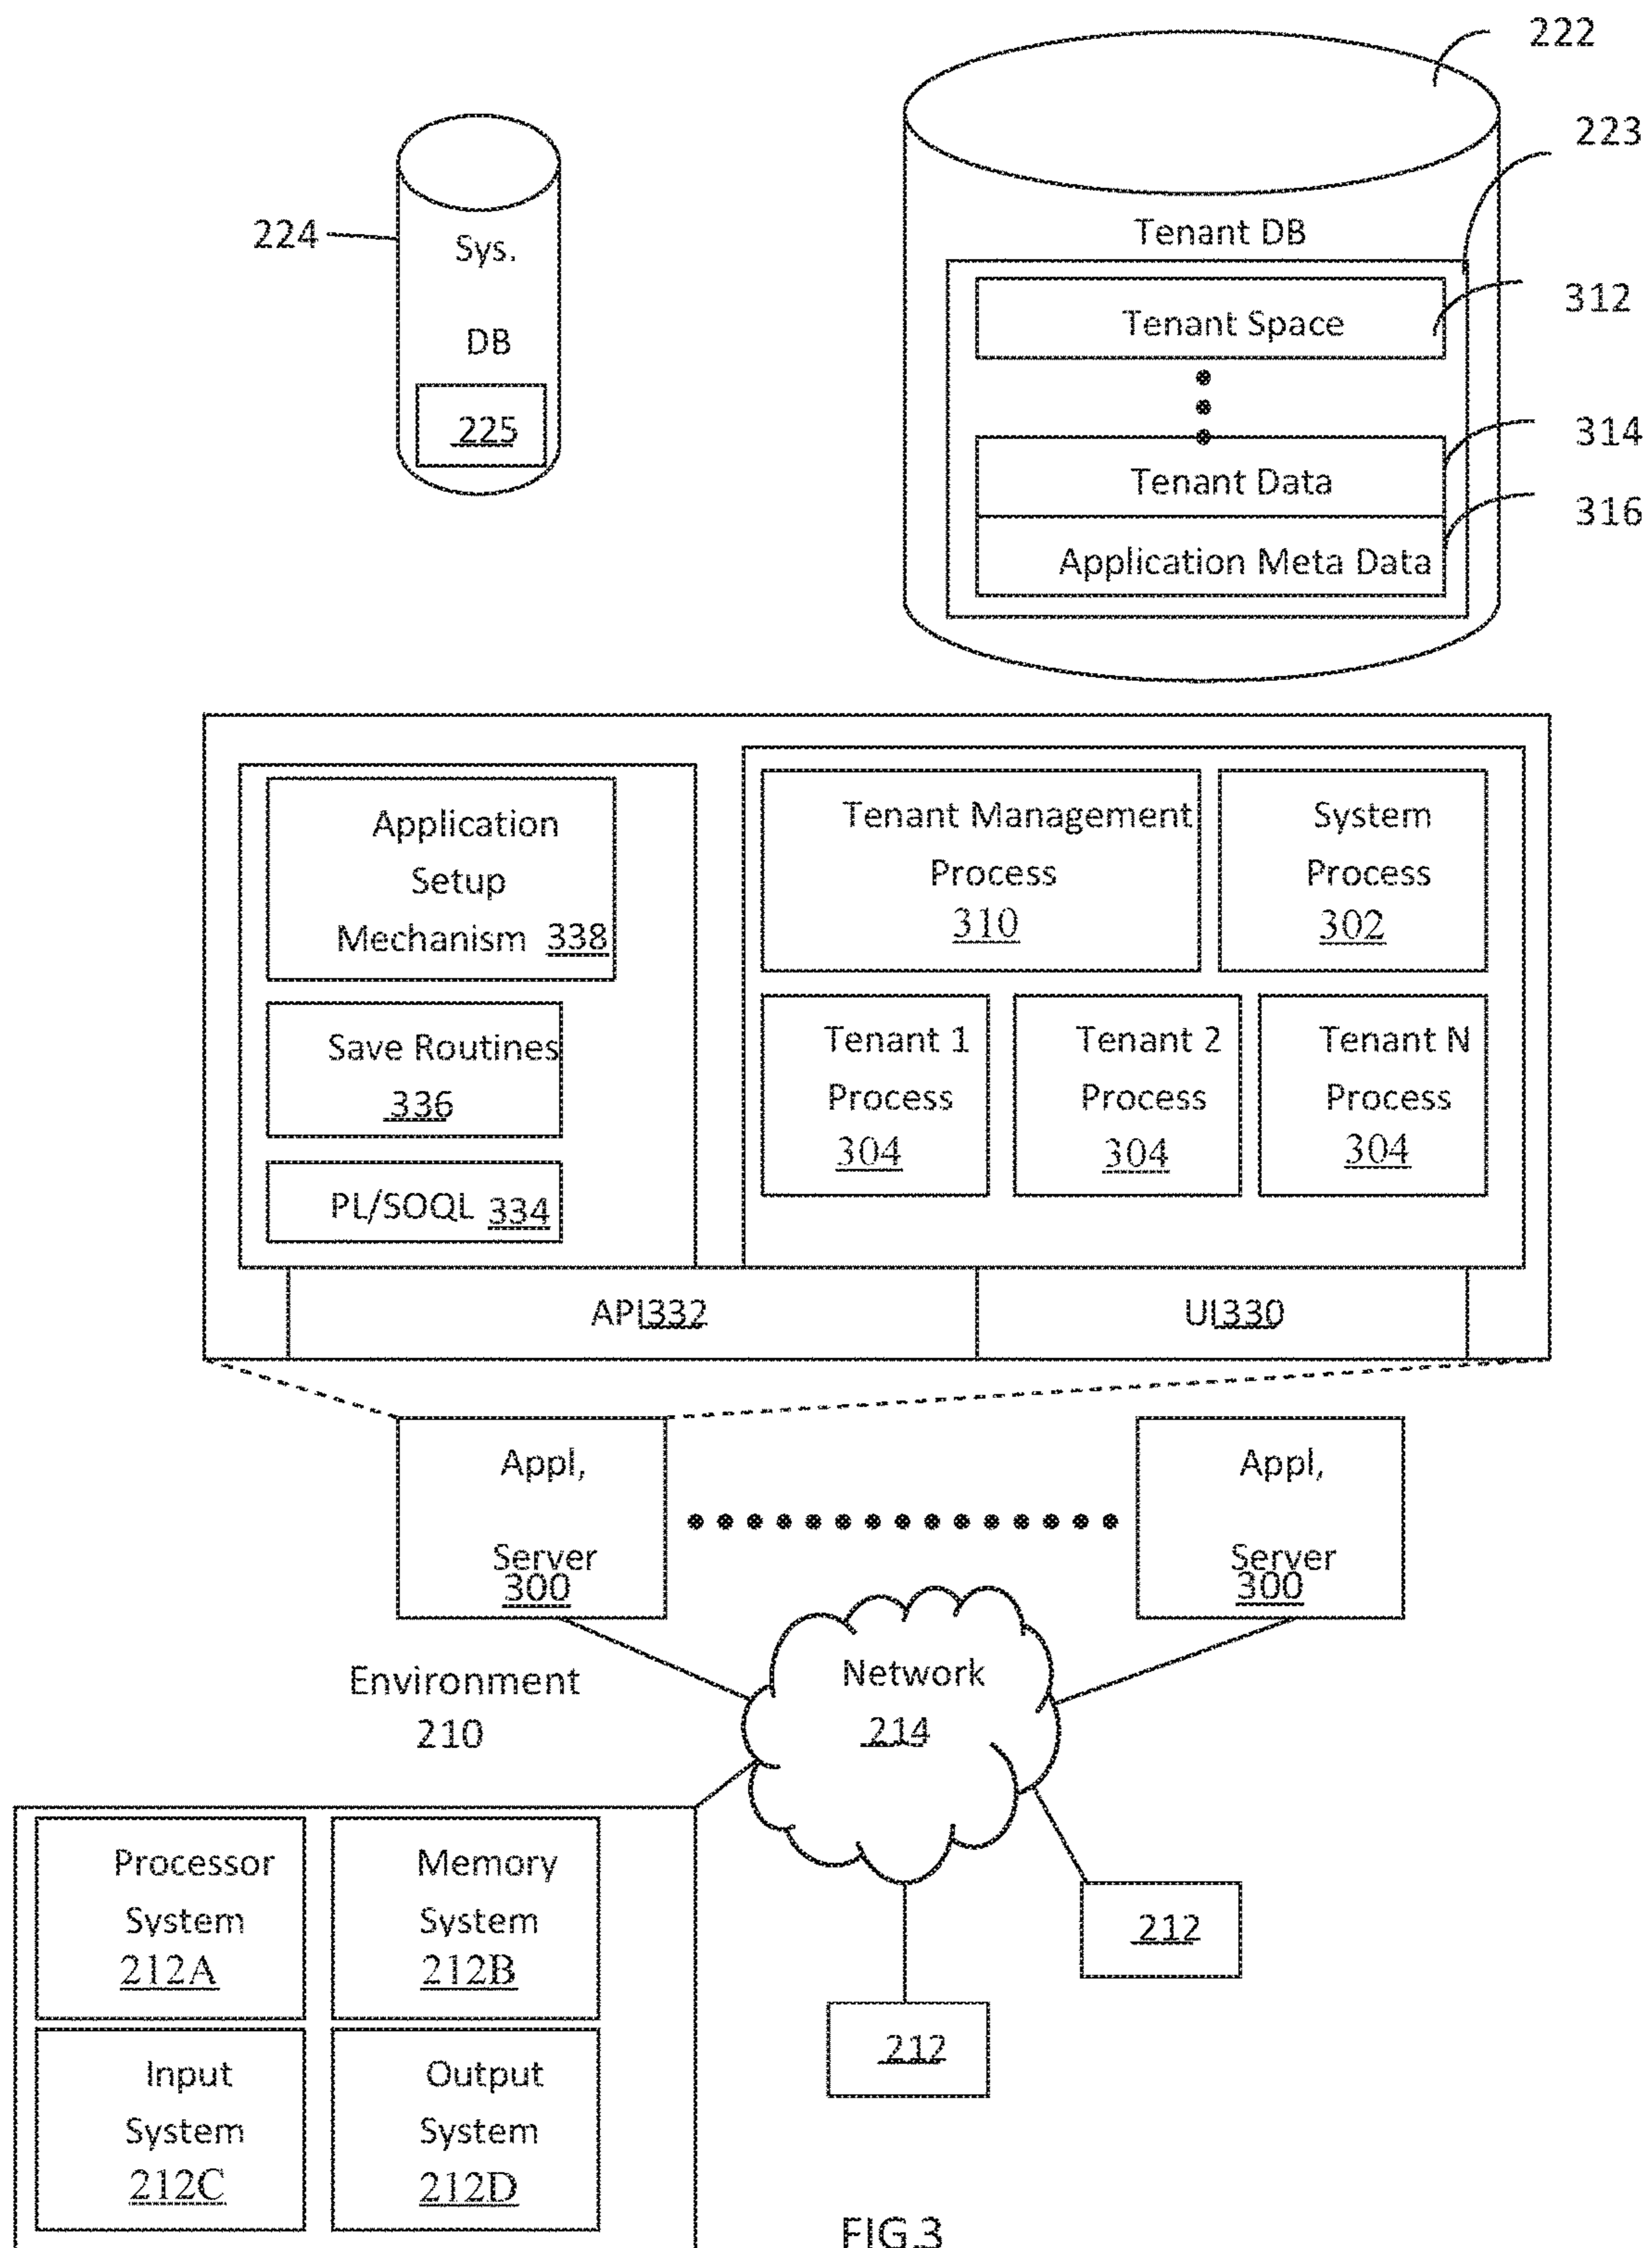 222
223
Tenant DB
224
Sys.
DB
225
Tenant Space
312
314
Tenant Data
316
Application Meta Data
Application
Setup
Mechanism 338
Save Routines
336
PL/SOQL 334
Tenant Management
Process
310
System
Process
302
Tenant 1
Process
304
Tenant 2
Process
304
Tenant N
Process
304
API332
UI330
Appl,
Server
300
Appl,
Server
300
Environment
210
Network
214
Processor
System
212A
Memory
System
212B
Input
System
212C
Output
System
212D
212
212
FIG.3